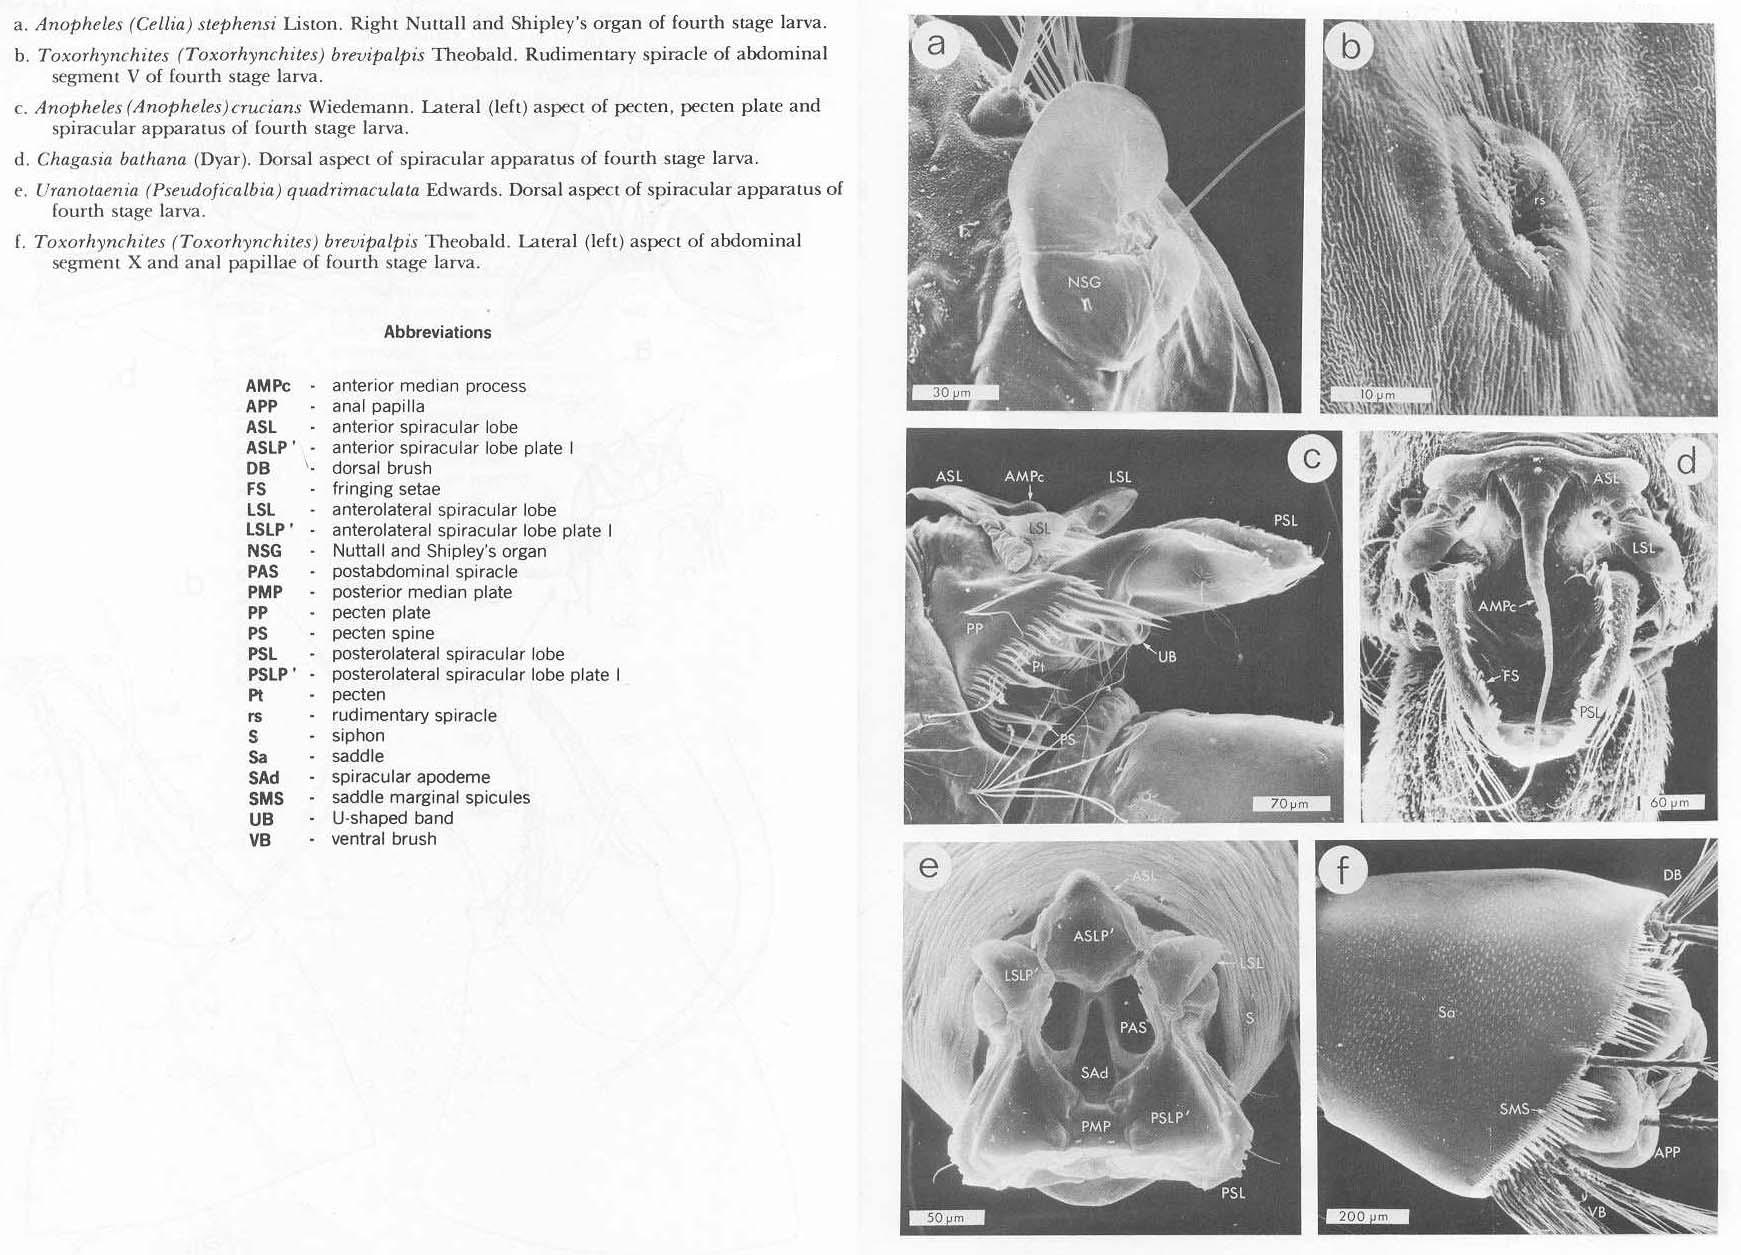 a. Anopheles (Cellia) stephensi Liston. Right Nuttall and Shipley's organ of fourth stage larva.
b. Toxorhynchites (Toxorhynchites) brevipalpis Theobald. Rudimentary spiracle of abdominal
segment V of fourth stage larva.
c. Anopheles (Anopheles) crucians Wiedemann. Lateral (left) aspect of pecten, pecten plate and
spiracular apparatus of fourth stage larva.
d. Chagasia bathana (Dyar). Dorsal aspect of spiracular apparatus of fourth stage larva.
e. Uranotaenia (Pseudoficalbia) quadrimaculata Edwards. Dorsal aspect of spiracular apparatus of
fourth stage larva.
f. Toxorhynchites (Toxorhynchites) brevipalpis Theobald. Lateral (left) aspect of abdominal
segment X and anal papillae of fourth stage larva.
Abbreviations
AMPc - anterior median process
APP - anal papilla
ASL - anterior spiracular lobe
ASLP' - anterior spiracular lobe plate I
DB - dorsal brush
FS - fringing setae
LSL - anterolateral spiracular lobe
LSLP' - anterolateral spiracular lobe plate I
NSG - Nuttall and Shipley's organ
PAS - postabdominal spiracle
PMP - posterior median plate
PP - pecten plate
PS - pecten spine
PSL - posterolateral spiracular lobe
PSLP' - posterolateral spiracular lobe plate I
Pt - pecten
rs - rudimentary spiracle
S - siphon
Sa - saddle
SAd - spiracular apodeme
SMS - saddle marginal spicules
UB - U-shaped band
VB - ventral brush
a
NSG
30 µm
b
rs
10 µm
c
ASL AMPc LSL
LSL
PSL
PP
Pt
UB
PS
70 µm
d
ASL
LSL
AMPc
FS
PSL
60 µm
e
ASL
ASLP'
LSLP'
LSL
S
PAS
SAd
PSLP'
PMP
PSL
50 µm
f
DB
Sa
SMS
APP
VB
200 µm